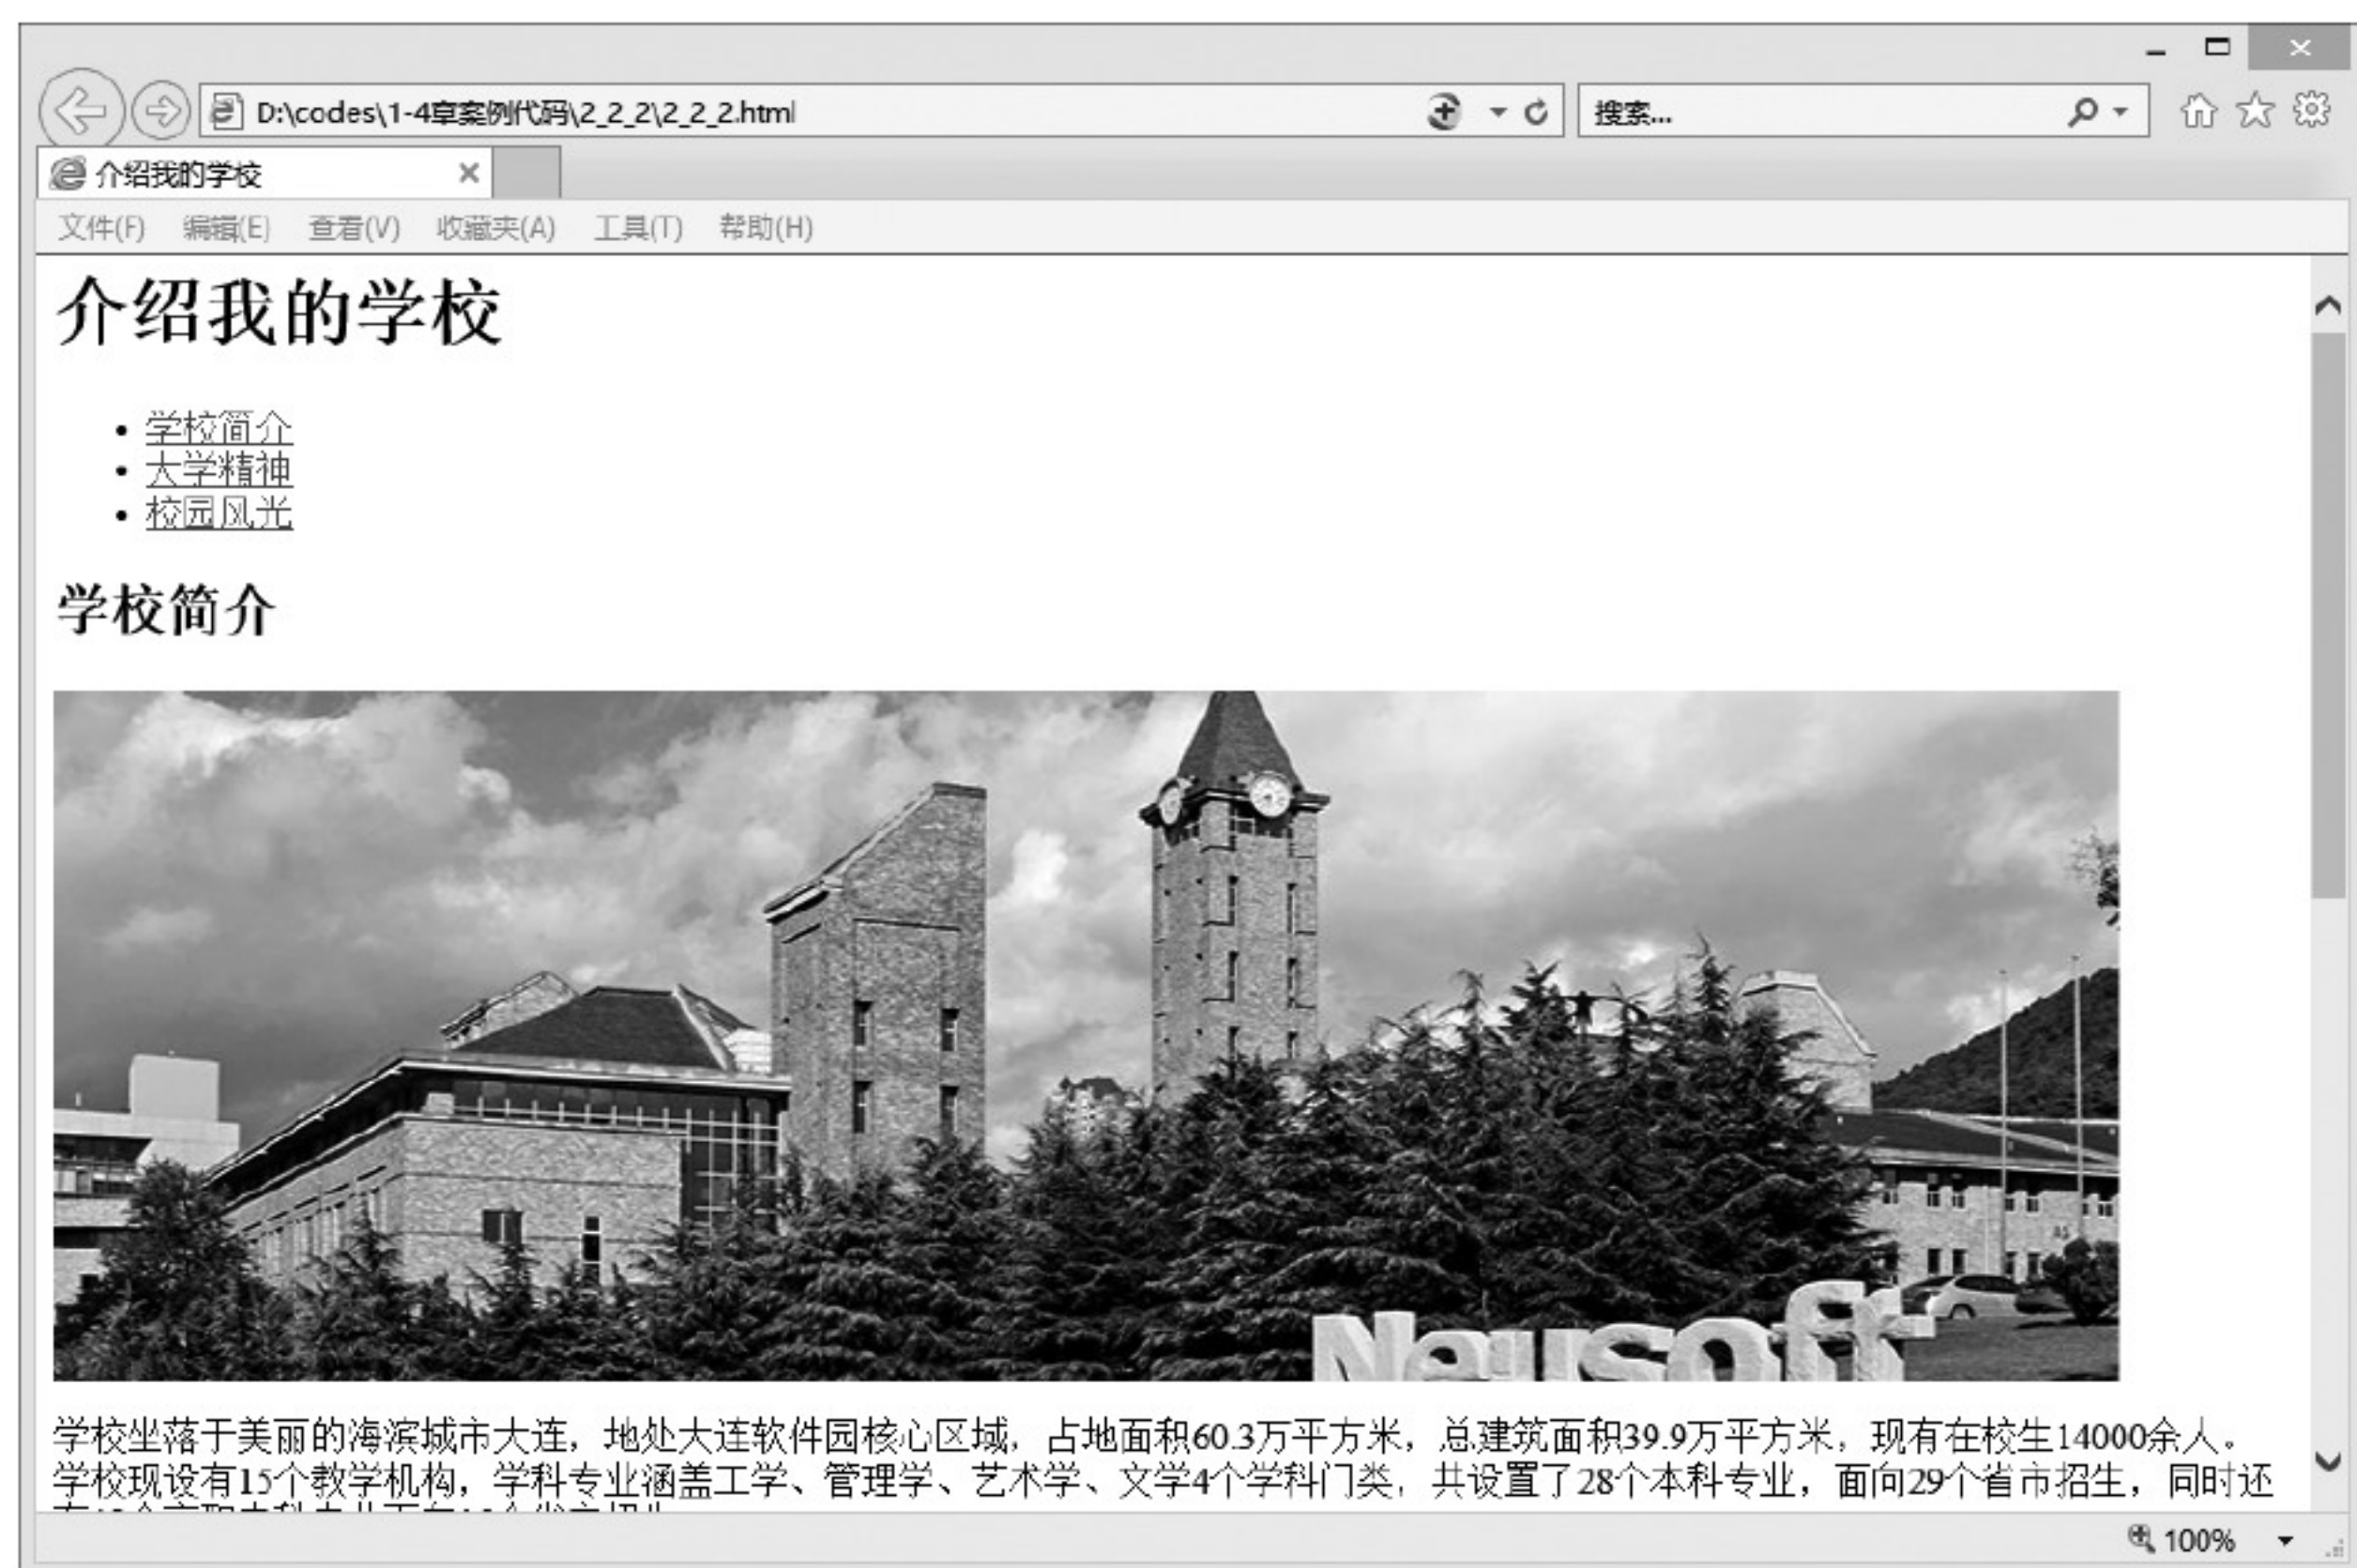 D:\codes\1-4章案例代码\2_2_2\2_2_2.html
搜索...
介绍我的学校
文件(F) 编辑(E) 查看(V) 收藏夹(A) 工具(T) 帮助(H)
介绍我的学校
学校简介
大学精神
校园风光
学校简介
Neusoft
学校坐落于美丽的海滨城市大连，地处大连软件园核心区域，占地面积60.3万平方米，总建筑面积39.9万平方米，现有在校生14000余人。
学校现设有15个教学机构，学科专业涵盖工学、管理学、艺术学、文学4个学科门类，共设置了28个本科专业，面向29个省市招生，同时还
100%